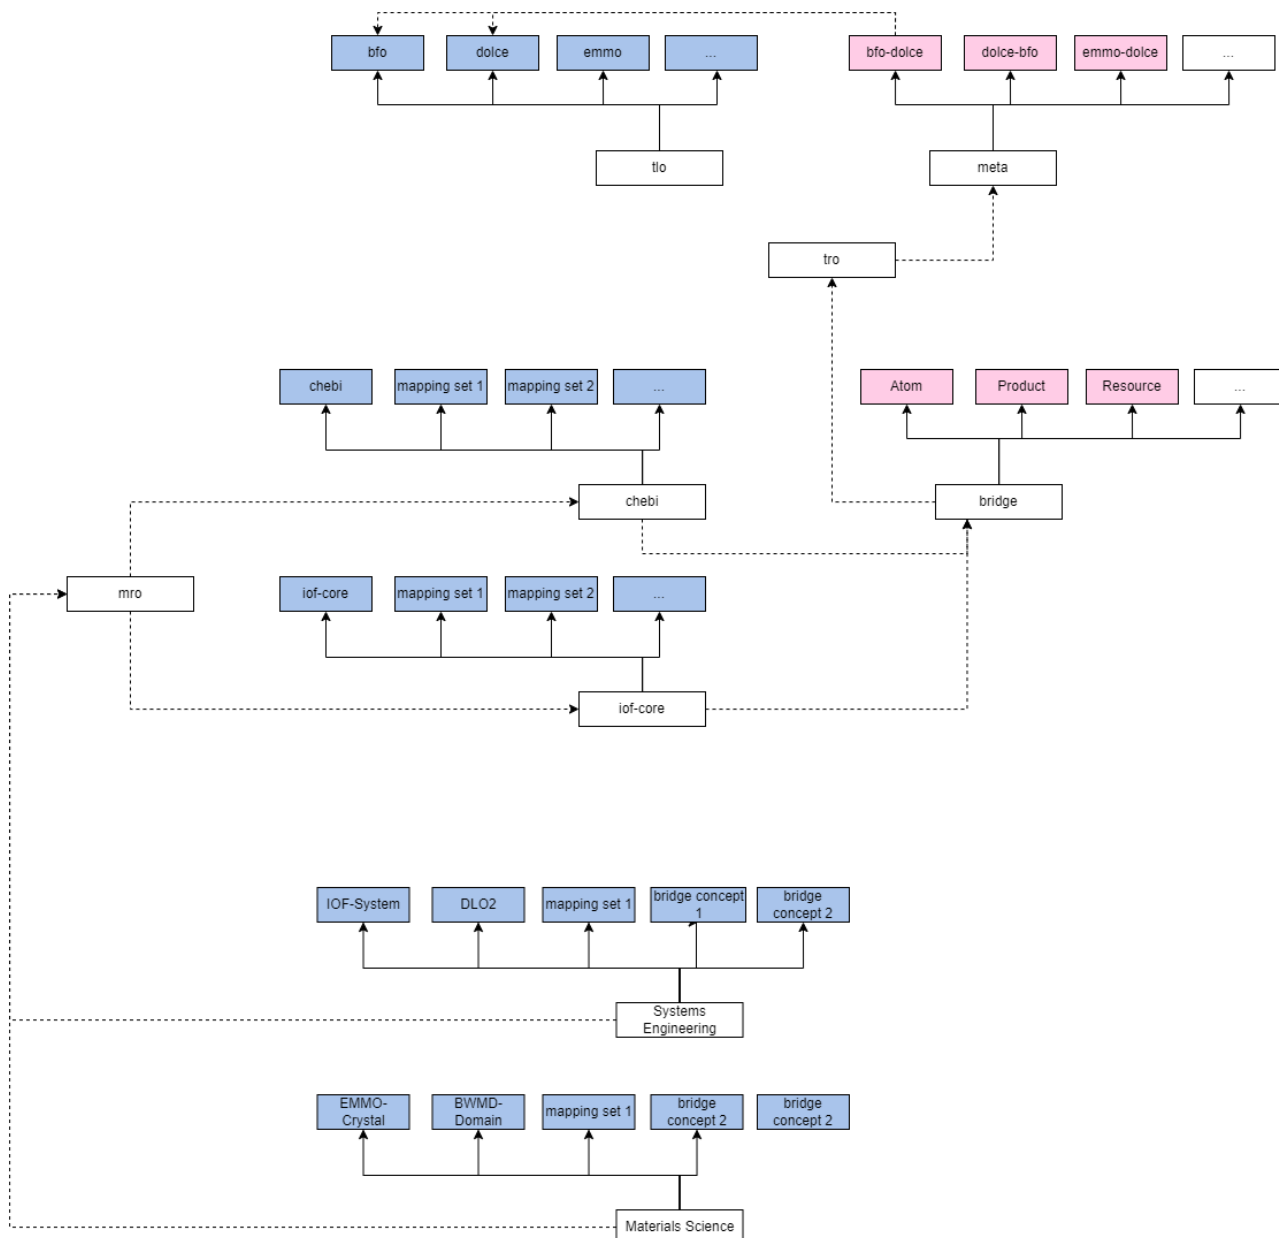 bfo
dolce
emmo
...
bfo-dolce
dolce-bfo
emmo-dolce
...
tlo
meta
tro
chebi
mapping set 1
mapping set 2
...
Atom
Product
Resource
...
chebi
bridge
mro
iof-core
mapping set 1
mapping set 2
...
iof-core
IOF-System
DLO2
mapping set 1
bridge concept
1
bridge
concept 2
Systems
Engineering
EMMO-
Crystal
BWMD-
Domain
mapping set 1
bridge
concept 2
bridge
concept 2
Materials Science